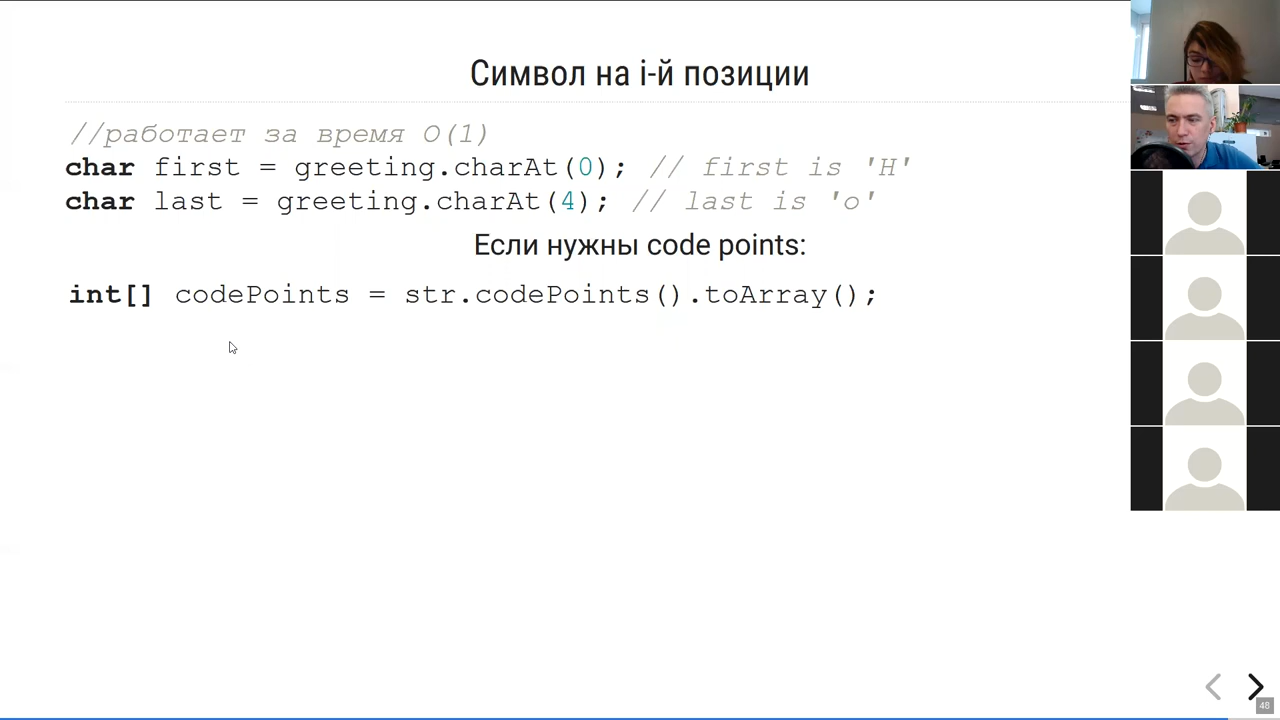 Символ на i-й позиции
//работает за время O(1)
char first = greeting.charAt(0); // first is 'H'
char last = greeting.charAt(4); // last is 'o'
Если нужны code points:
int[] codePoints = str.codePoints().toArray();
48